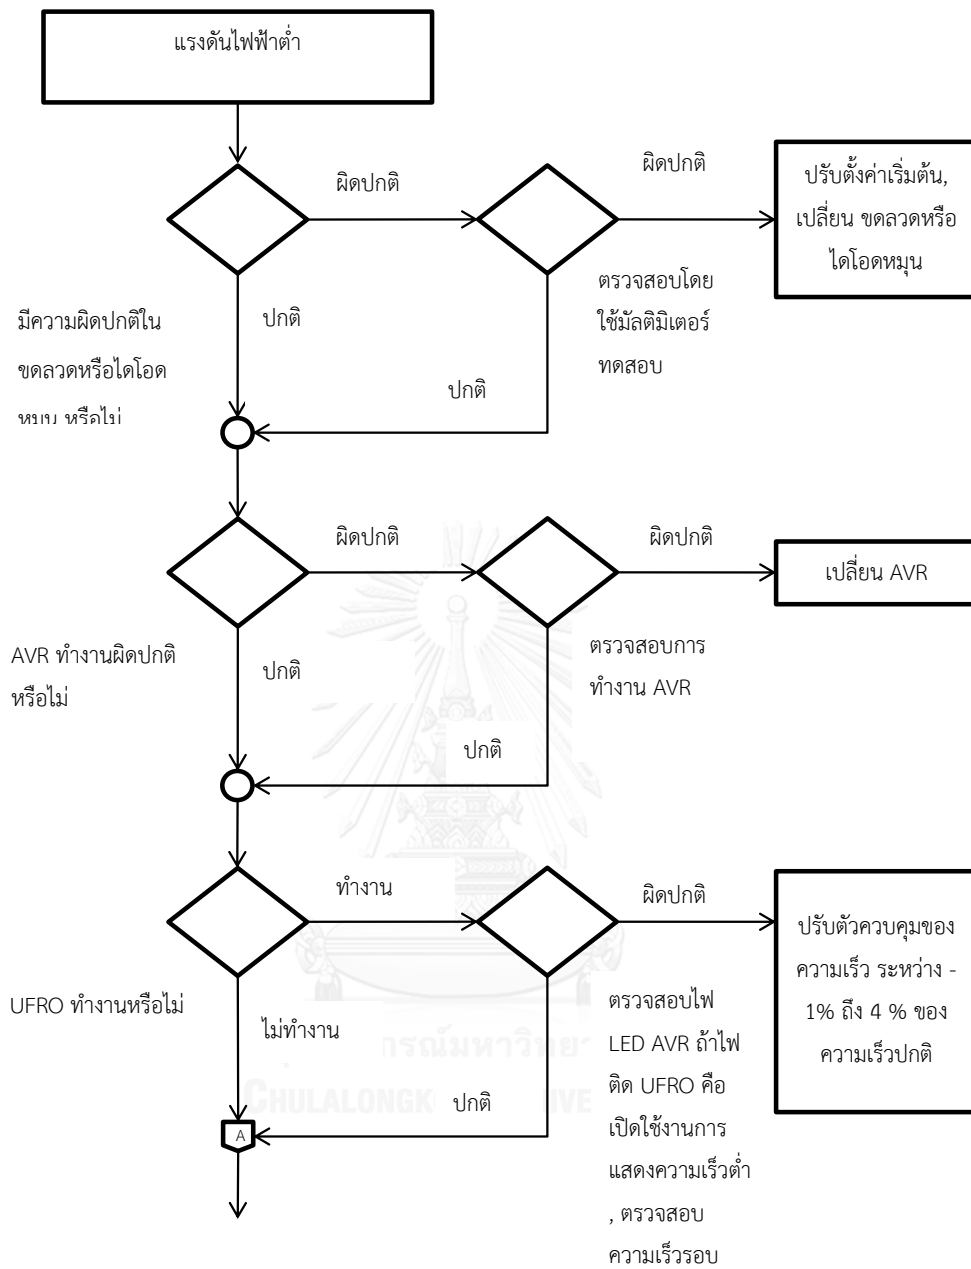 แรงดันไฟฟ้าต่ำ
ผิดปกติ
ผิดปกติ
ปรับตั้งค่าเริ่มต้น,
เปลี่ยน ขดลวดหรือ
ไดโอดหมุน
ตรวจสอบโดย
ใช้มัลติมิเตอร์
ทดสอบ
มีความผิดปกติใน
ขดลวดหรือไดโอด
หมุน หรือไม่
ปกติ
ปกติ
ผิดปกติ
ผิดปกติ
เปลี่ยน AVR
AVR ทำงานผิดปกติ
หรือไม่
ปกติ
ตรวจสอบการ
ทำงาน AVR
ปกติ
ทำงาน
ผิดปกติ
ปรับตัวควบคุมของ
ความเร็ว ระหว่าง -
1% ถึง 4 % ของ
ความเร็วปกติ
UFRO ทำงานหรือไม่
ไม่ทำงาน
ตรวจสอบไฟ
LED AVR ถ้าไฟ
ติด UFRO คือ
เปิดใช้งานการ
แสดงความเร็วต่ำ
, ตรวจสอบ
ความเร็วรอบ
ปกติ
A